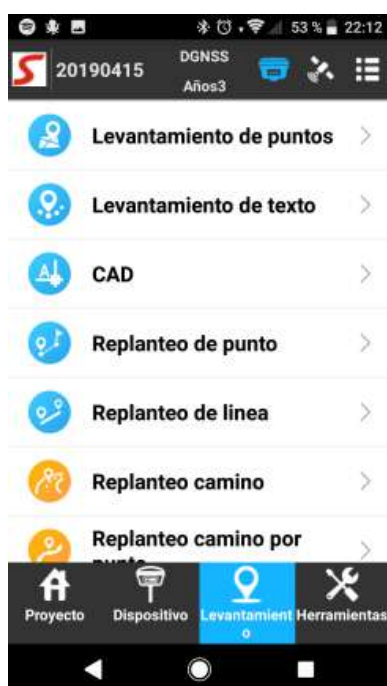 53 % 22:12
20190415 DGNSS
Años3
Levantamiento de puntos
Levantamiento de texto
CAD
Replanteo de punto
Replanteo de linea
Replanteo camino
Replanteo camino por
punto
Proyecto Dispositivo Levantamient Herramientas
o